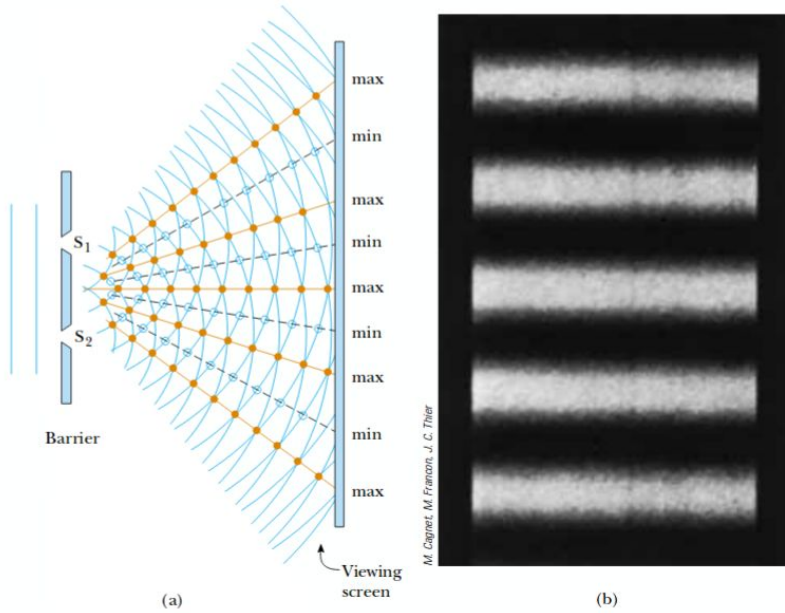 max
min
max
S1
min
max
S2
min
max
Barrier
min
max
Viewing
screen
(a)
M. Cagnet, M. Francon, J. C. Thier
(b)